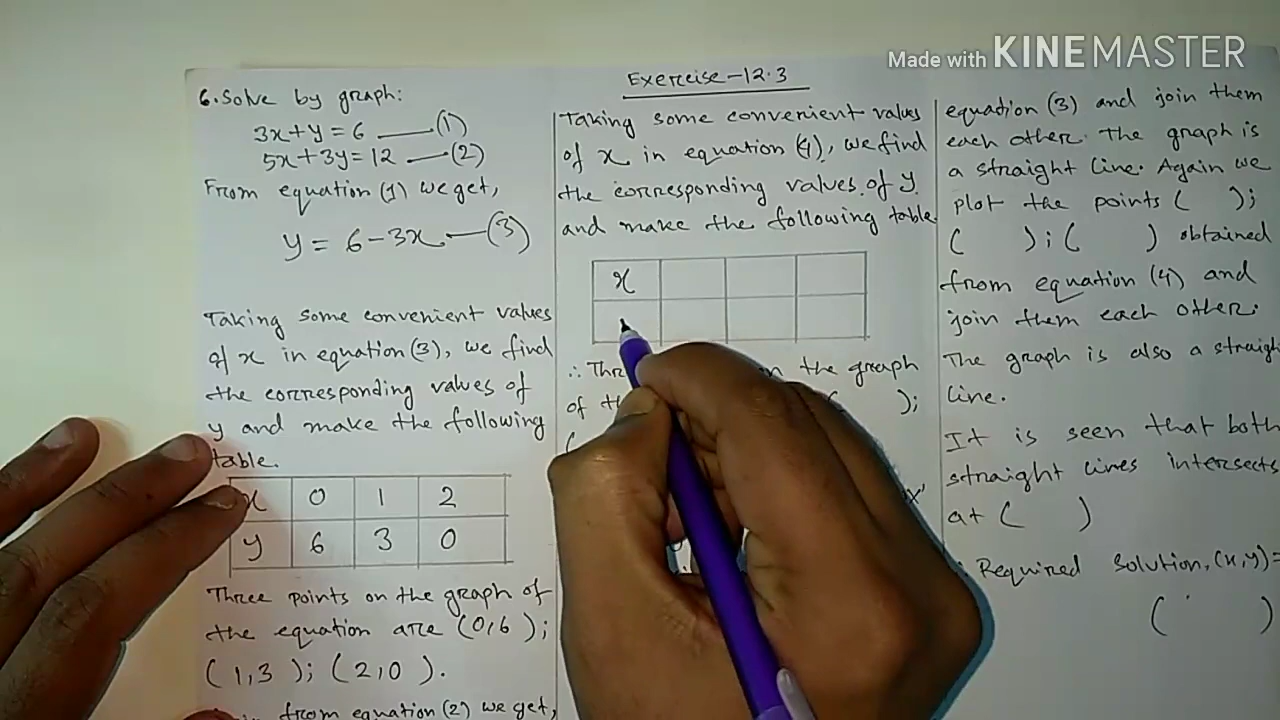 Made with KINEMASTER
Exercise-12.3
6. Solve by graph:
3x+y=6 —(1)
5x+3y=12 —(2)
From equation (1) we get,
y = 6-3x —(3)
Taking some convenient values
of x in equation (3), we find
the corresponding values of
y and make the following
table.
x 0 1 2
y 6 3 0
Three points on the graph of
the equation are (0,6);
(1,3); (2,0).
from equation (2) we get,
Taking some convenient values
of x in equation (4), we find
the corresponding values of y
and make the following table
x
∴ the graph
of );
(
x'
equation (3) and join them
each other. The graph is
a straight line. Again we
plot the points ( );
( ); ( ) obtained
from equation (4) and
join them each other.
The graph is also a straigh
line.
It is seen that both
straight lines intersects
at ( )
Required Solution, (x,y)=
( )